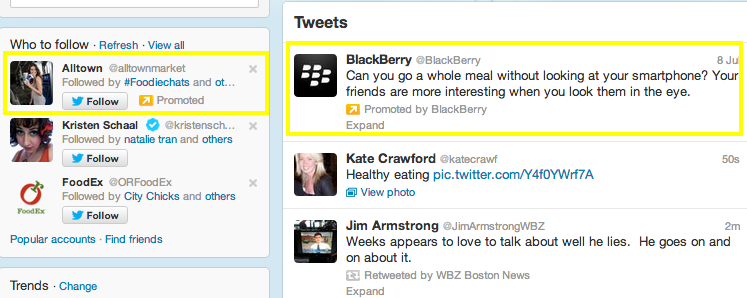 Who to follow · Refresh · View all
Alltown @alltownmarket
Followed by #Foodiechats and ot...
Follow Promoted
Kristen Schaal @kristensch...
Followed by natalie tran and others
Follow
FoodEx @ORFoodEx
Followed by City Chicks and others
FoodEx
Follow
Popular accounts · Find friends
Trends · Change
Tweets
BlackBerry @BlackBerry 8 Jul
Can you go a whole meal without looking at your smartphone? Your
friends are more interesting when you look them in the eye.
Promoted by BlackBerry
Expand
Kate Crawford @katecrawf 50s
Healthy eating pic.twitter.com/Y4f0YWrf7A
View photo
Jim Armstrong @JimArmstrongWBZ 2m
Weeks appears to love to talk about well he lies.  He goes on and
on about it.
Retweeted by WBZ Boston News
Expand